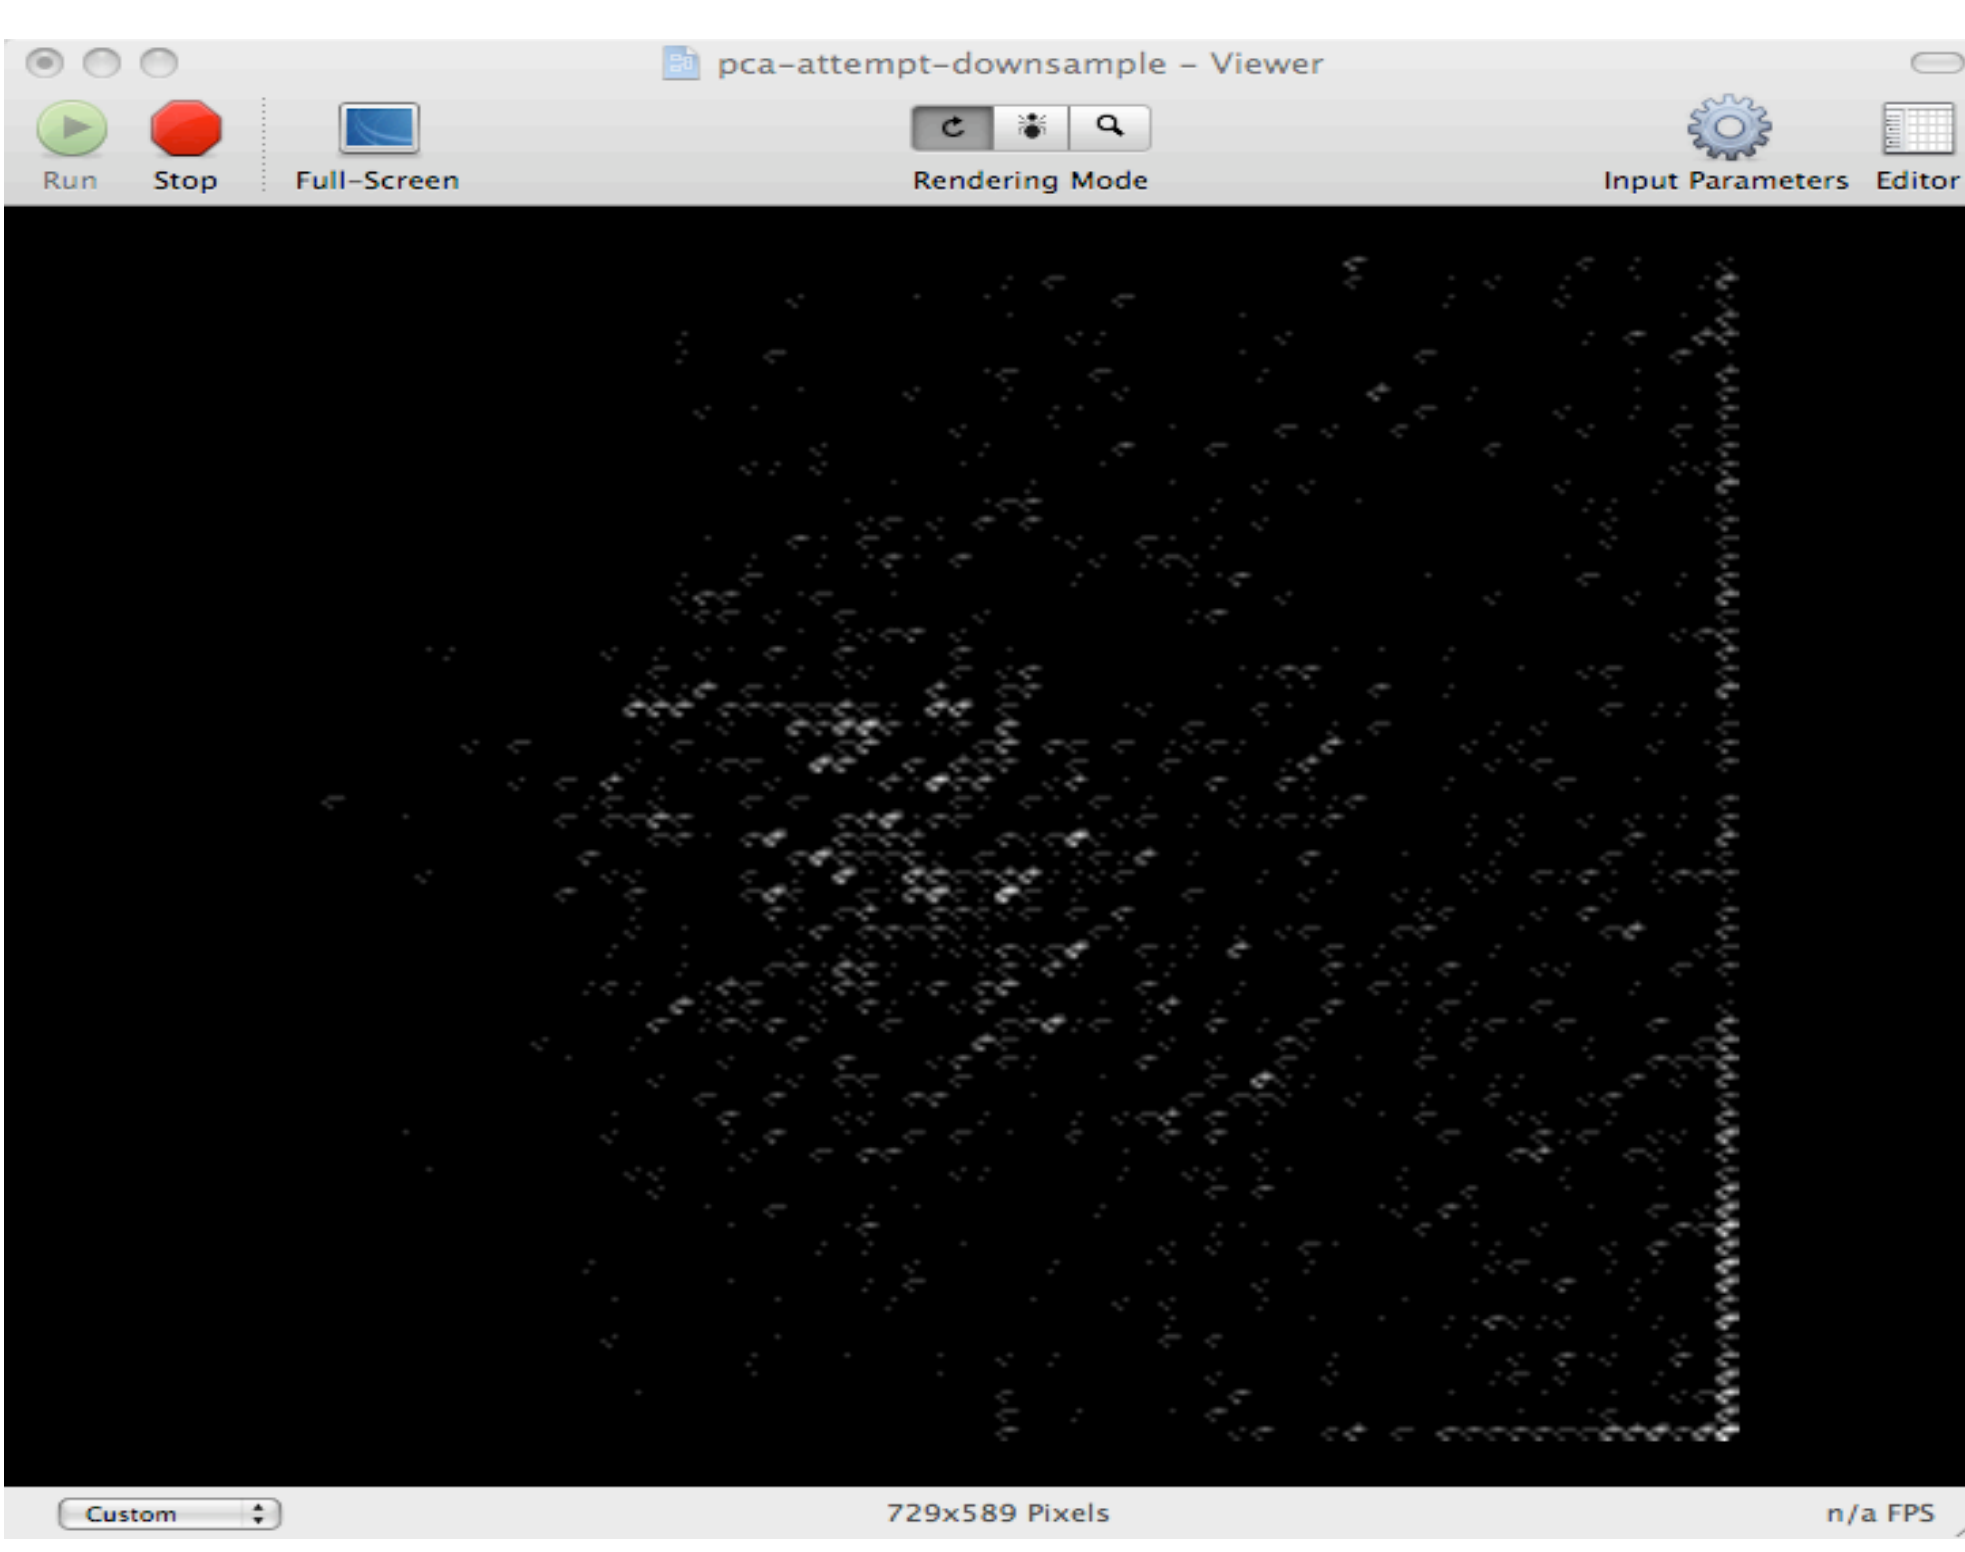 pca-attempt-downsample – Viewer
Run Stop Full-Screen Rendering Mode Input Parameters Editor
Custom 729x589 Pixels n/a FPS